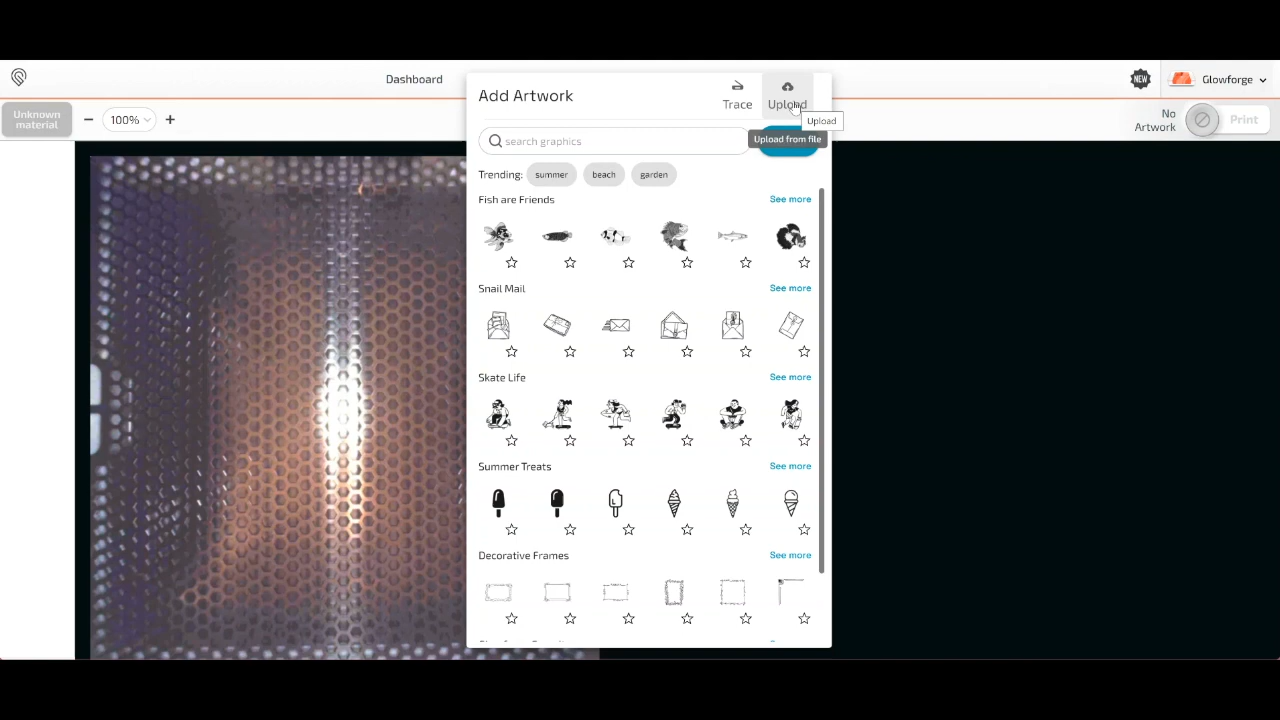 Dashboard
Glowforge
Unknown
material
100%
No
Artwork
Print
Add Artwork
Trace
Upload
Upload
Upload from file
search graphics
Trending: summer beach garden
Fish are Friends See more
Snail Mail See more
Skate Life See more
Summer Treats See more
Decorative Frames See more
NEW